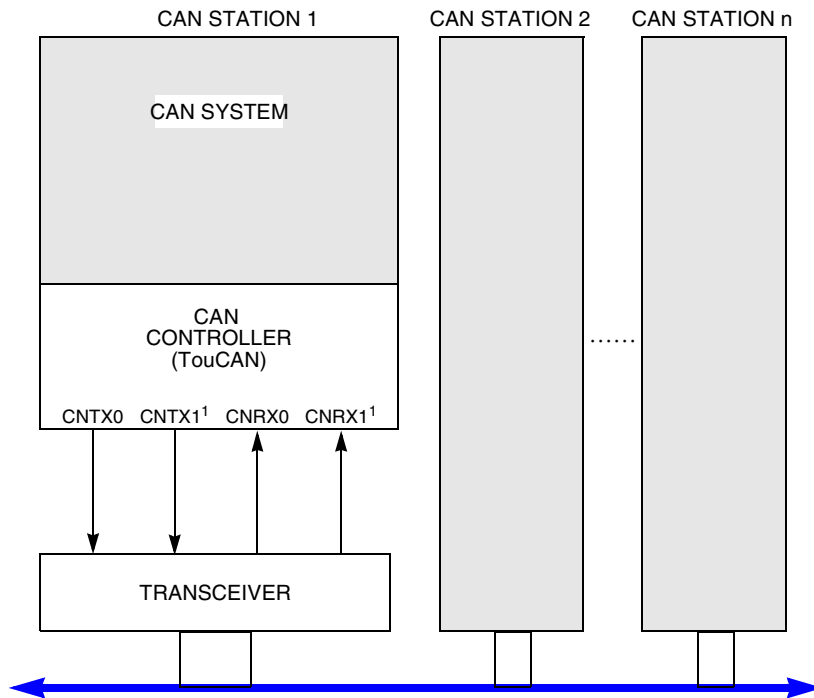 CAN STATION 1
CAN STATION 2
CAN STATION n
CAN SYSTEM
CAN
CONTROLLER
(TouCAN)
......
CNTX0 CNTX1¹ CNRX0 CNRX1¹
TRANSCEIVER